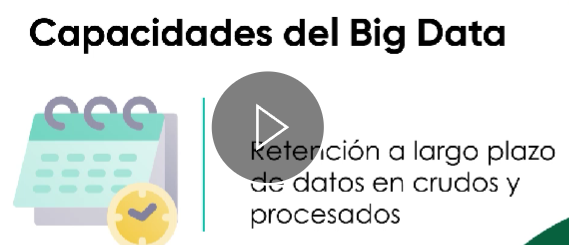 Capacidades del Big Data
Retención a largo plazo
de datos en crudos y
procesados